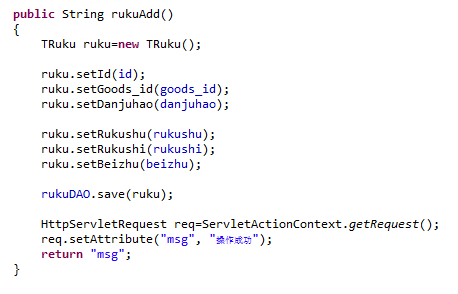 public String rukuAdd()
{
TRuku ruku=new TRuku();
ruku.setId(id);
ruku.setGoods_id(goods_id);
ruku.setDanjuhao(danjuhao);
ruku.setRukushu(rukushu);
ruku.setRukushi(rukushi);
ruku.setBeizhu(beizhu);
rukuDAO.save(ruku);
HttpServletRequest req=ServletActionContext.getRequest();
req.setAttribute("msg", "操作成功");
return "msg";
}